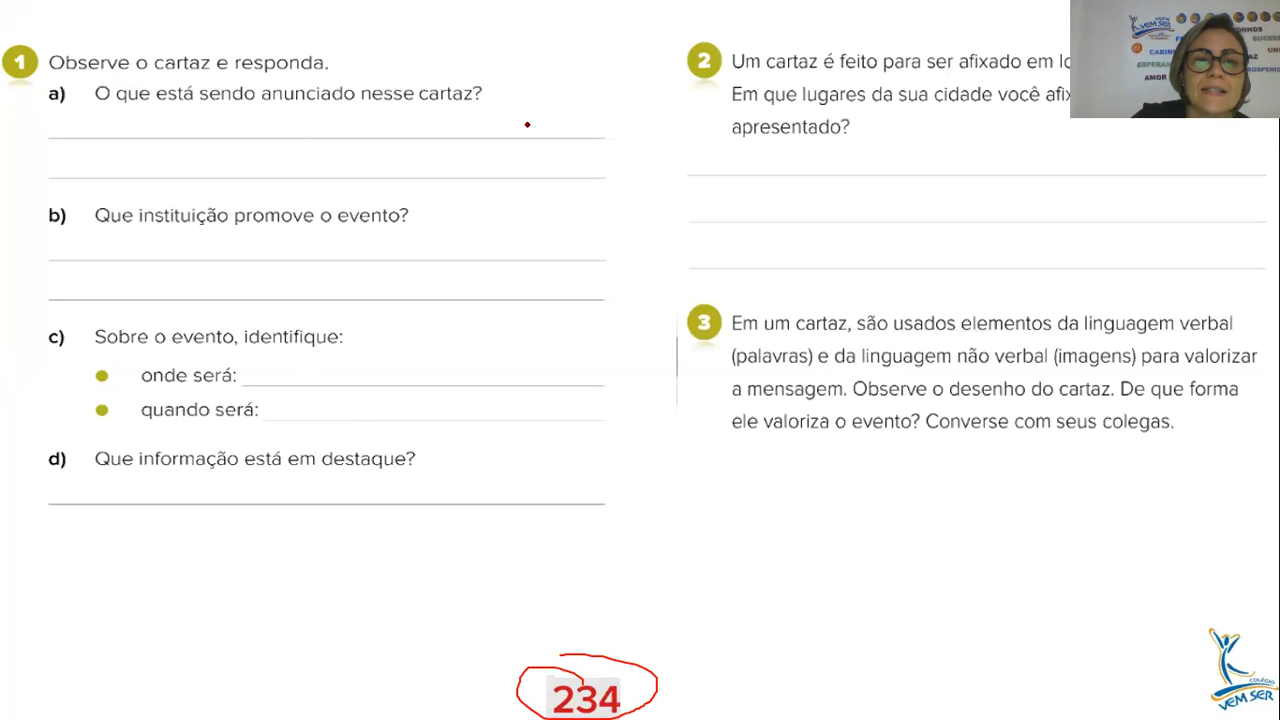 1 Observe o cartaz e responda.
a) O que está sendo anunciado nesse cartaz?
b) Que instituição promove o evento?
c) Sobre o evento, identifique:
onde será:
quando será:
d) Que informação está em destaque?
2 Um cartaz é feito para ser afixado em
Em que lugares da sua cidade você
apresentado?
3 Em um cartaz, são usados elementos da linguagem verbal
(palavras) e da linguagem não verbal (imagens) para valorizar
a mensagem. Observe o desenho do cartaz. De que forma
ele valoriza o evento? Converse com seus colegas.
234
VEM SER
AMOR
COLÉGIO
VEM SER